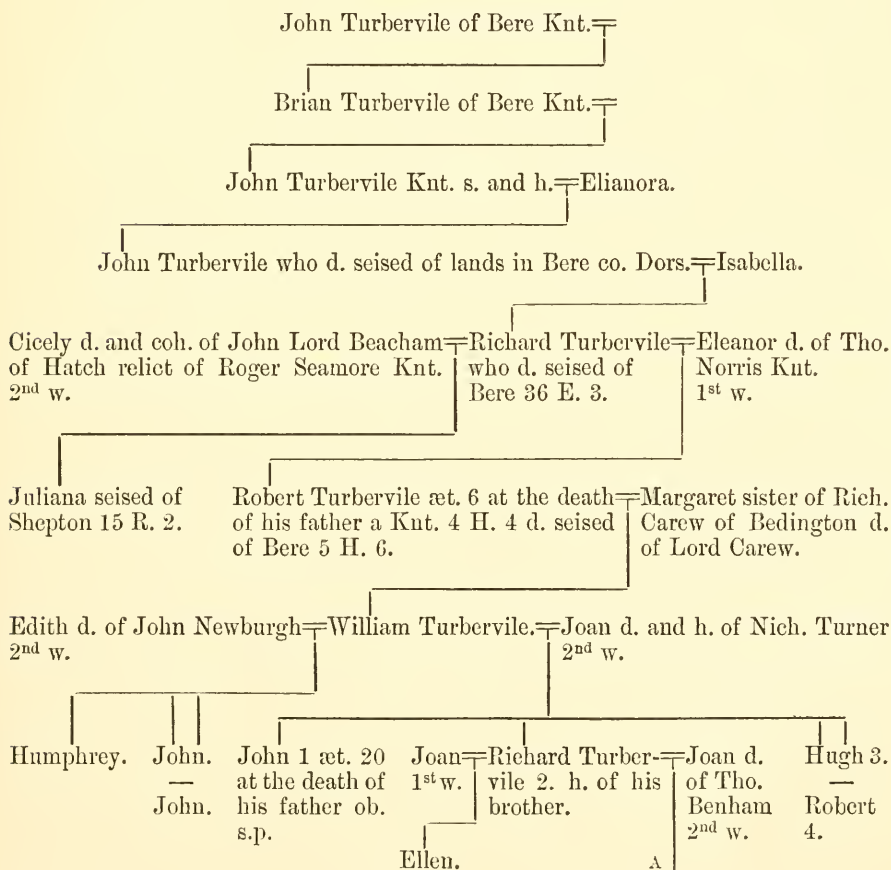 John Turbervile of Bere Knt.
Brian Turbervile of Bere Knt.
John Turbervile Knt. s. and h. Elianora.
John Turbervile who d. seised of lands in Bere co. Dors. Isabella.
Cicely d. and coh. of John Lord Beacham
of Hatch relict of Roger Seamore Knt.
2nd w.
Richard Turbervile
who d. seised of
Bere 36 E. 3.
Eleanor d. of Tho.
Norris Knt.
1st w.
Juliana seised of
Shepton 15 R. 2.
Robert Turbervile æt. 6 at the death
of his father a Knt. 4 H. 4 d. seised
of Bere 5 H. 6.
Margaret sister of Rich.
Carew of Bedington d.
of Lord Carew.
Edith d. of John Newburgh
2nd w.
William Turbervile.
Joan d. and h. of Nich. Turner
2nd w.
Humphrey.
John.
—
John.
John 1 æt. 20
at the death of
his father ob.
s.p.
Joan
1st w.
Richard Turber-
vile 2. h. of his
brother.
Joan d.
of Tho.
Benham
2nd w.
Hugh 3.
—
Robert
4.
Ellen.
A